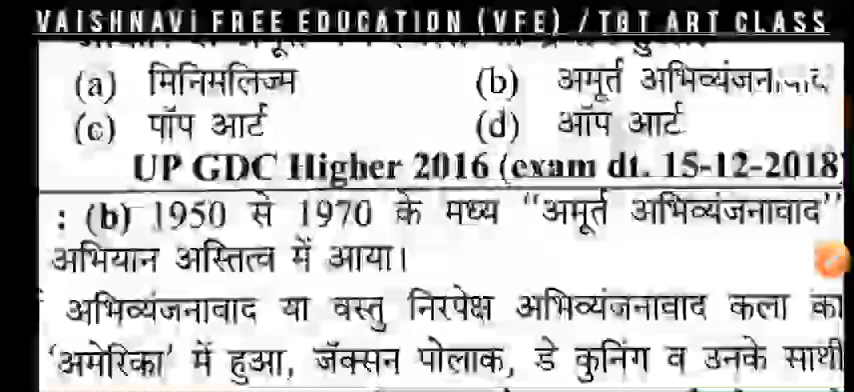 VAISHNAVI FREE EDUCATION (VFE) / TGT ART CLASS
(a) मिनिमलिज्म (b) अमूर्त अभिव्यंजनावाद
(c) पॉप आर्ट (d) ऑप आर्ट
UP GDC Higher 2016 (exam dt. 15-12-2018)
: (b) 1950 से 1970 के मध्य “अमूर्त अभिव्यंजनावाद”
अभियान अस्तित्व में आया।
अभिव्यंजनावाद या वस्तु निरपेक्ष अभिव्यंजनावाद कला का
‘अमेरिका’ में हुआ, जॅक्सन पोलाक, डे कुनिंग व उनके साथी